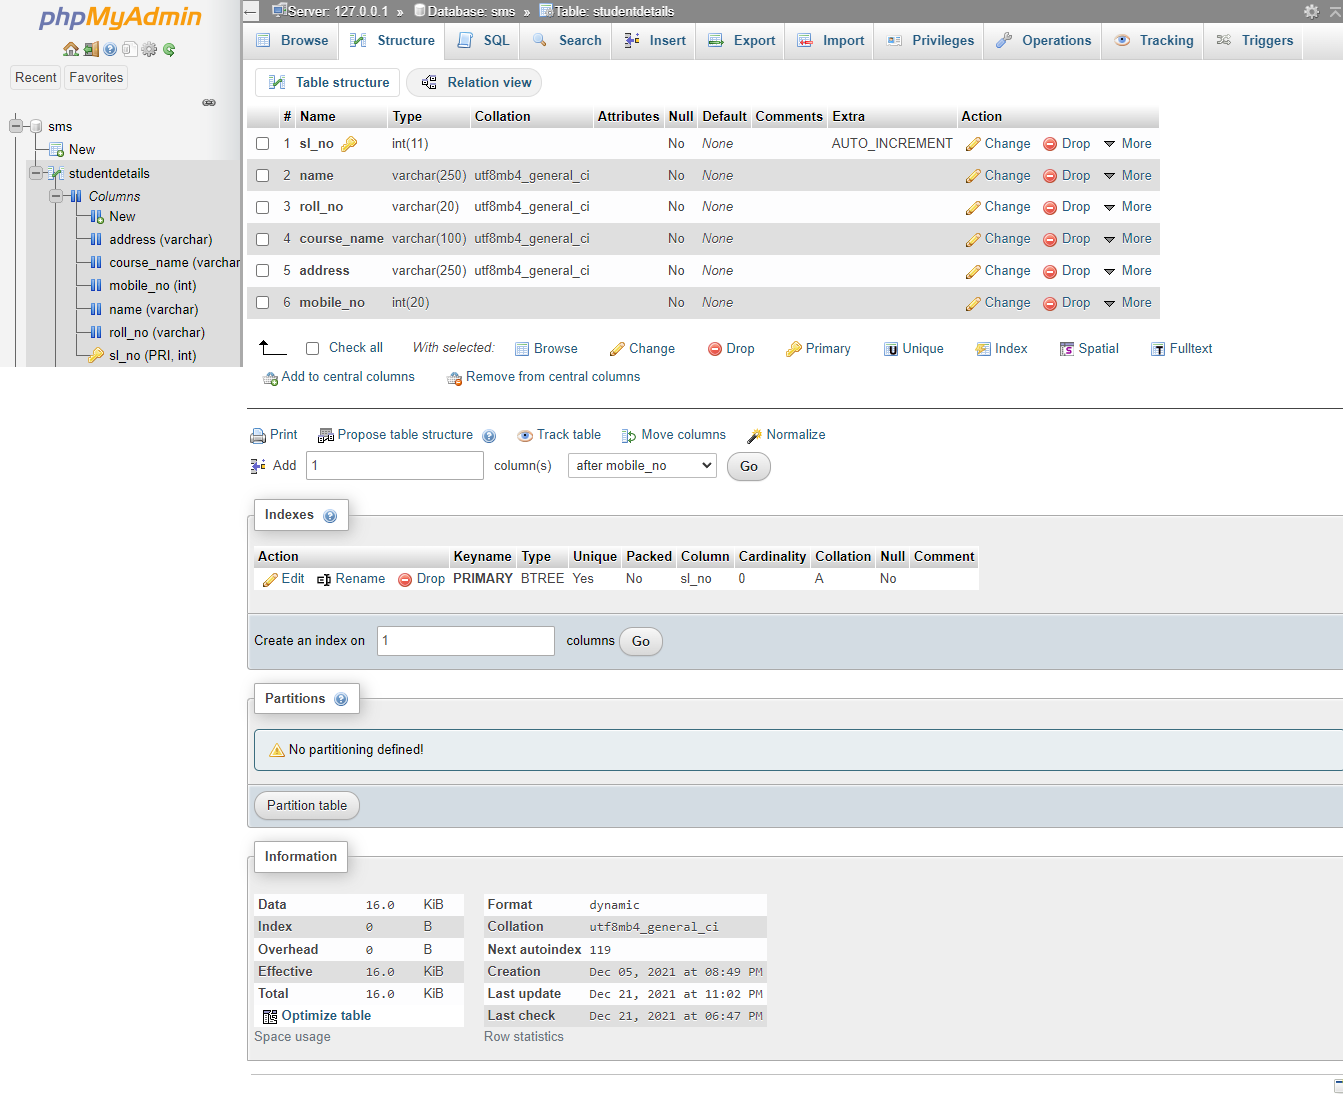 phpMyAdmin
Recent Favorites
sms
New
studentdetails
Columns
New
address (varchar)
course_name (varchar
mobile_no (int)
name (varchar)
roll_no (varchar)
sl_no (PRI, int)
Server: 127.0.0.1 » Database: sms » Table: studentdetails
Browse Structure SQL Search Insert Export Import Privileges Operations Tracking Triggers
Table structure Relation view
# Name Type Collation Attributes Null Default Comments Extra Action
1 sl_no int(11) No None AUTO_INCREMENT Change Drop More
2 name varchar(250) utf8mb4_general_ci No None Change Drop More
3 roll_no varchar(20) utf8mb4_general_ci No None Change Drop More
4 course_name varchar(100) utf8mb4_general_ci No None Change Drop More
5 address varchar(250) utf8mb4_general_ci No None Change Drop More
6 mobile_no int(20) No None Change Drop More
Check all With selected: Browse Change Drop Primary Unique Index Spatial Fulltext
Add to central columns Remove from central columns
Print Propose table structure Track table Move columns Normalize
Add 1 column(s) after mobile_no Go
Indexes
Action Keyname Type Unique Packed Column Cardinality Collation Null Comment
Edit Rename Drop PRIMARY BTREE Yes No sl_no 0 A No
Create an index on 1 columns Go
Partitions
No partitioning defined!
Partition table
Information
Data 16.0 KiB
Index 0 B
Overhead 0 B
Effective 16.0 KiB
Total 16.0 KiB
Optimize table
Space usage
Format dynamic
Collation utf8mb4_general_ci
Next autoindex 119
Creation Dec 05, 2021 at 08:49 PM
Last update Dec 21, 2021 at 11:02 PM
Last check Dec 21, 2021 at 06:47 PM
Row statistics